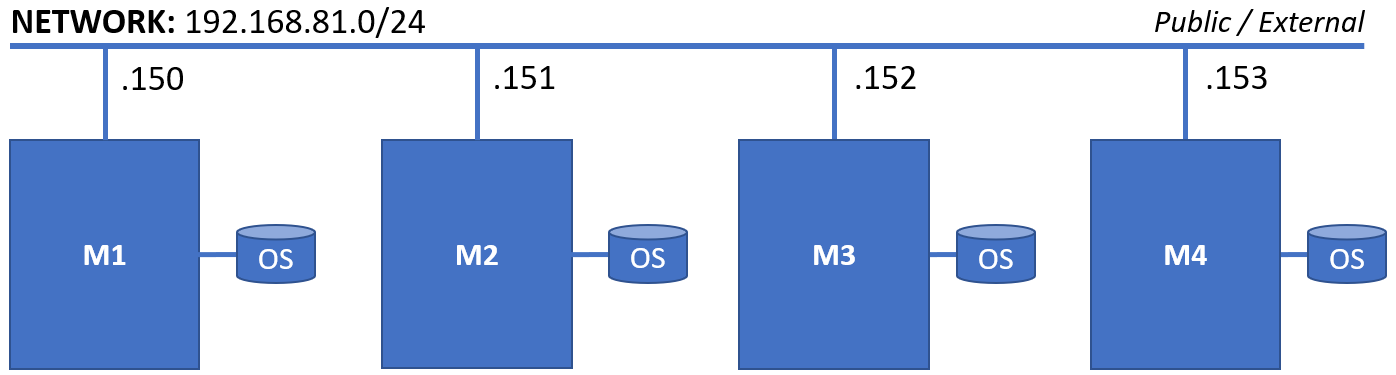 NETWORK: 192.168.81.0/24 Public / External
.150 .151 .152 .153
M1 OS M2 OS M3 OS M4 OS